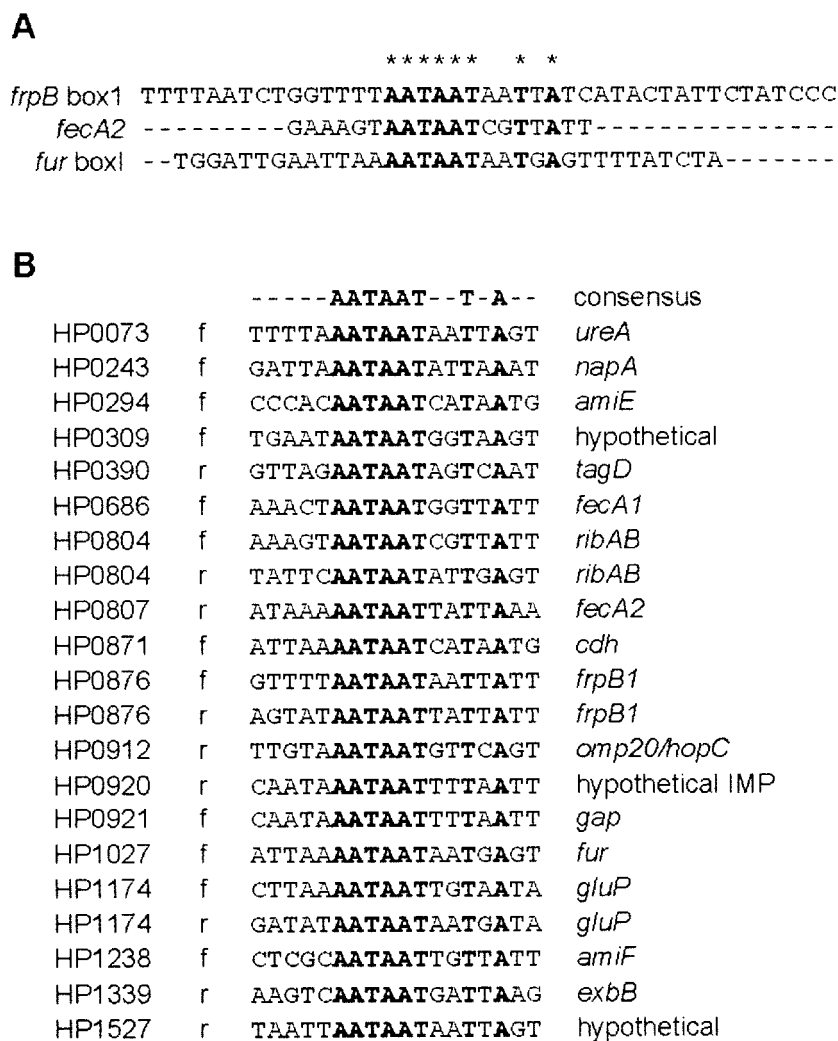 A
****** * *
frpB box1 TTTTAATCTGGTTTTAATAATAATTATCATACTATTCTATCCC
fecA2 ---------GAAAGTAATAATCGTTATT---------------
fur boxI --TGGATTGAATTAAAATAATAATGAGTTTTATCTA-------
B
-----AATAAT--T-A-- consensus
HP0073 f TTTTAAATAATAATTAGT ureA
HP0243 f GATTAAATAATATTAAAT napA
HP0294 f CCCACAATAATCATAATG amiE
HP0309 f TGAATAATAATGGTAAGT hypothetical
HP0390 r GTTAGAATAATAGTCAAT tagD
HP0686 f AAACTAATAATGGTTATT fecA1
HP0804 f AAAGTAATAATCGTTATT ribAB
HP0804 r TATTCAATAATATTGAGT ribAB
HP0807 r ATAAAAATAATTATTAAA fecA2
HP0871 f ATTAAAATAATCATAATG cdh
HP0876 f GTTTTAATAATAATTATT frpB1
HP0876 r AGTATAATAATTATTATT frpB1
HP0912 r TTGTAAATAATGTTCAGT omp20/hopC
HP0920 r CAATAAATAATTTTAATT hypothetical IMP
HP0921 f CAATAAATAATTTTAATT gap
HP1027 f ATTAAAATAATAATGAGT fur
HP1174 f CTTAAAATAATTGTAATA gluP
HP1174 r GATATAATAATAATGATA gluP
HP1238 f CTCGCAATAATTGTTATT amiF
HP1339 r AAGTCAATAATGATTAAG exbB
HP1527 r TAATTAATAATAATTAGT hypothetical